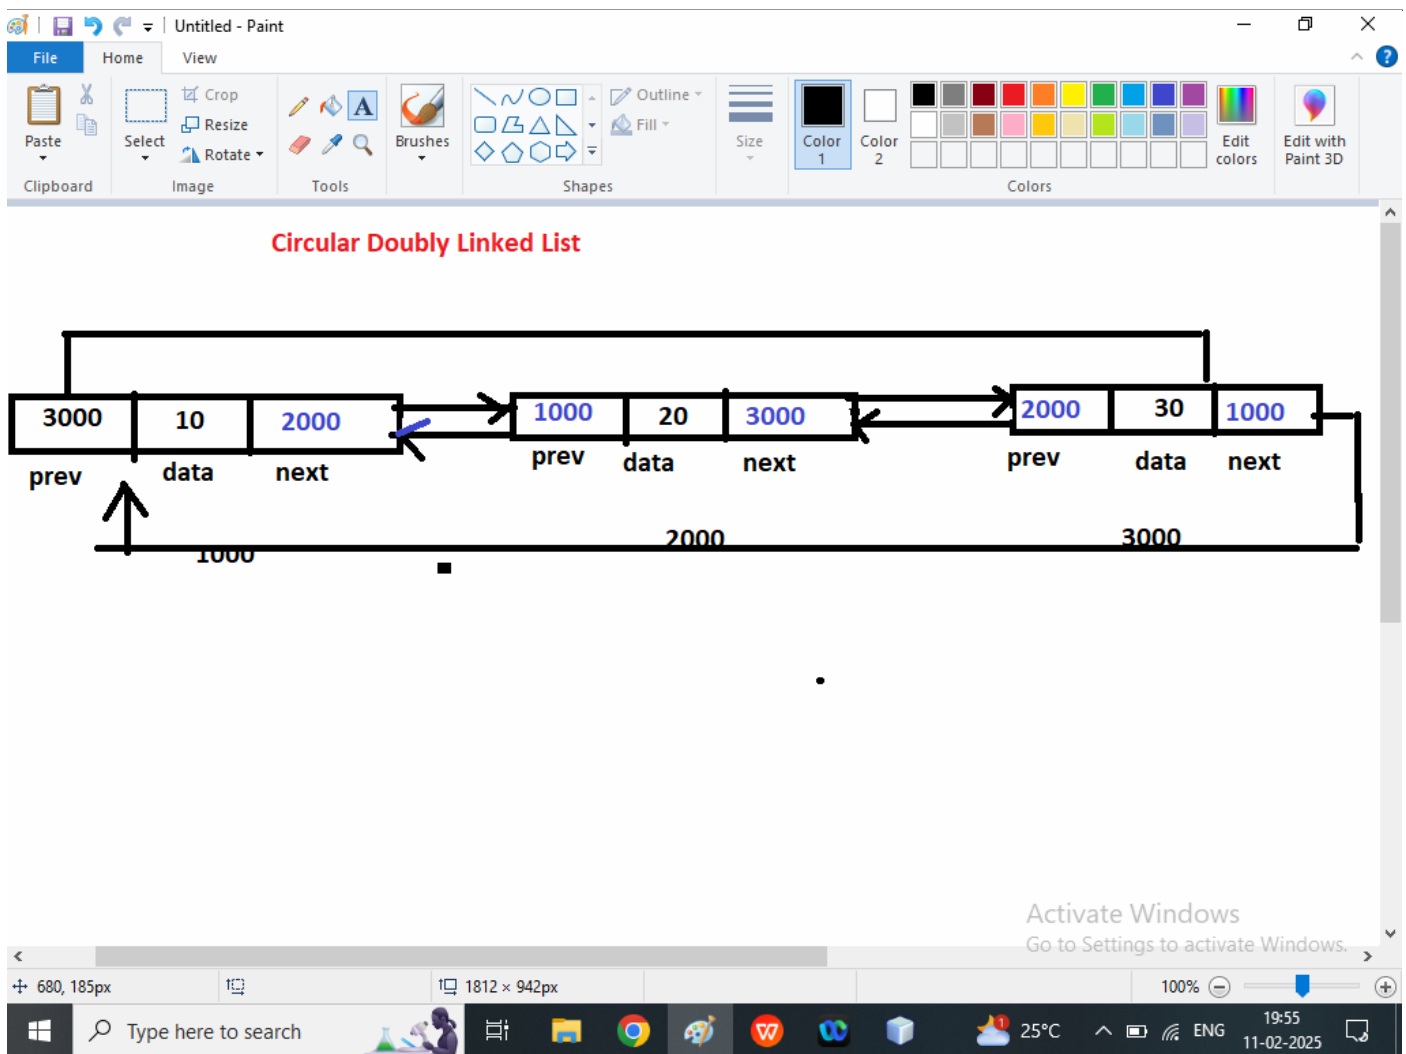 Untitled - Paint
File Home View
Paste
Clipboard
Select
Crop
Resize
Rotate
Image
A
Tools
Brushes
Outline
Fill
Shapes
Size
Color 1
Color 2
Colors
Edit colors
Edit with Paint 3D
Circular Doubly Linked List
3000 10 2000
prev data next
1000 20 3000
prev data next
2000 30 1000
prev data next
1000
2000
3000
Activate Windows
Go to Settings to activate Windows.
680, 185px
1812 × 942px
100%
Type here to search
1
25°C
ENG
19:55
11-02-2025